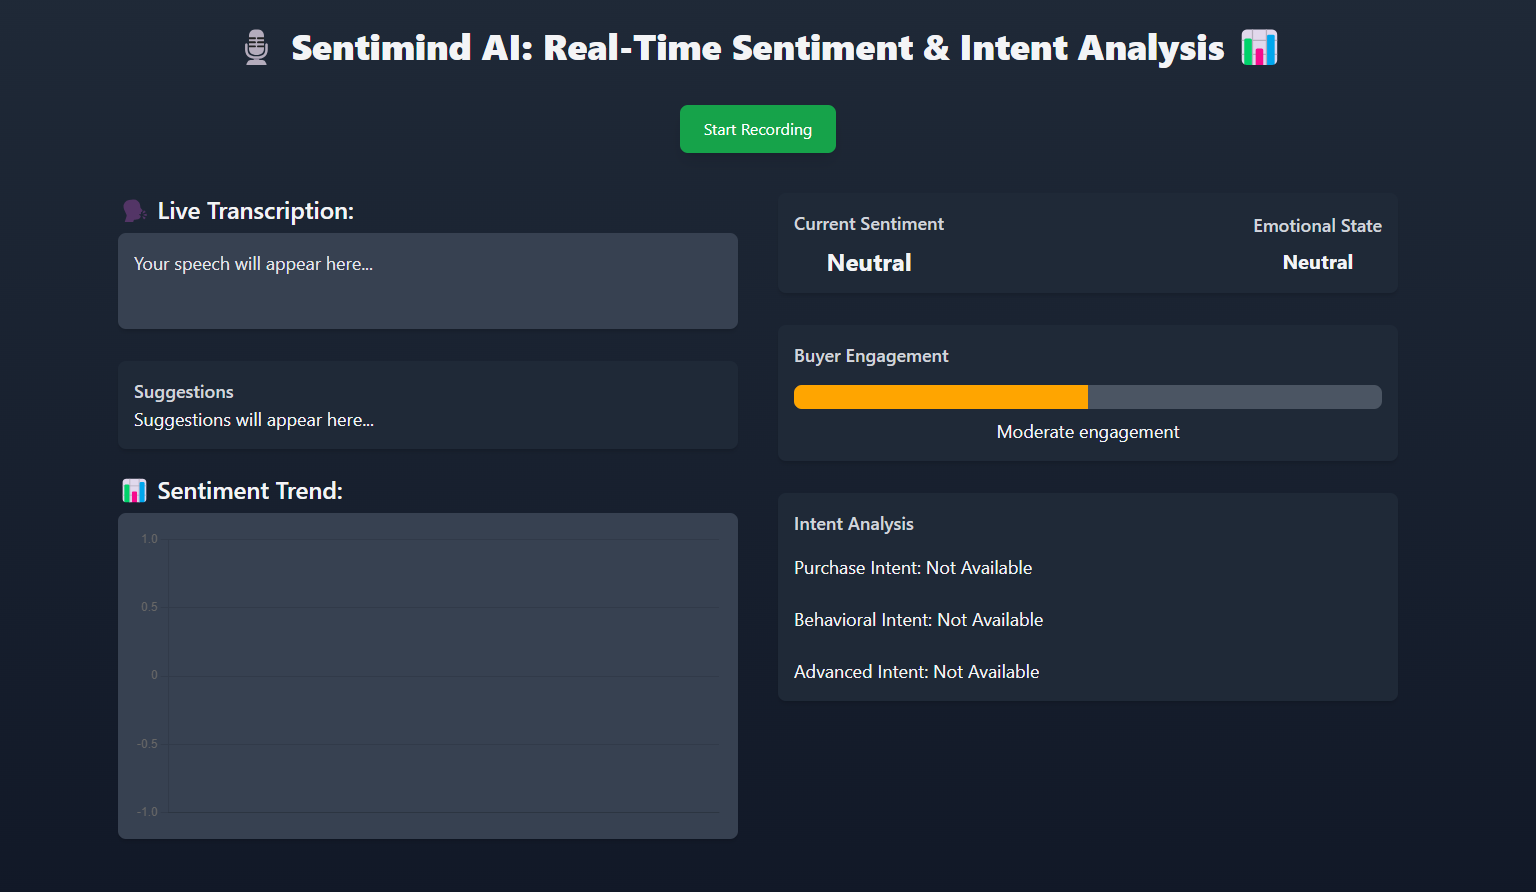 🎙️ Sentimind AI: Real-Time Sentiment & Intent Analysis 📊
Start Recording
🗣️ Live Transcription:
Your speech will appear here...
Suggestions
Suggestions will appear here...
📊 Sentiment Trend:
1.0
0.5
0
-0.5
-1.0
Current Sentiment
Neutral
Emotional State
Neutral
Buyer Engagement
Moderate engagement
Intent Analysis
Purchase Intent: Not Available
Behavioral Intent: Not Available
Advanced Intent: Not Available